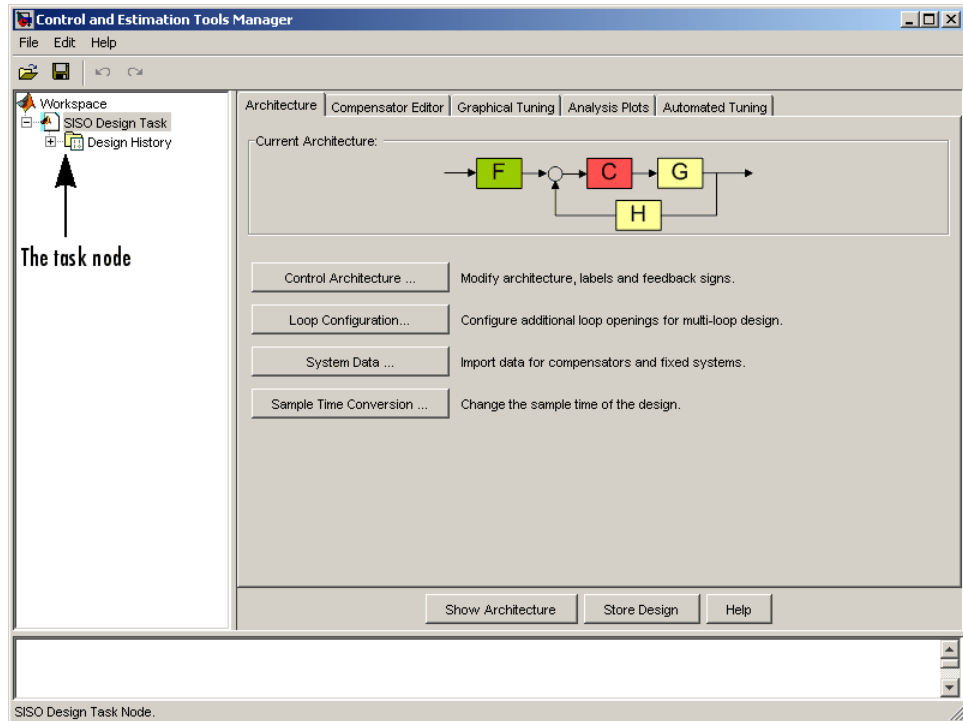 Control and Estimation Tools Manager
File Edit Help
Workspace
SISO Design Task
Design History
The task node
Architecture Compensator Editor Graphical Tuning Analysis Plots Automated Tuning
Current Architecture:
F C G
H
Control Architecture ... Modify architecture, labels and feedback signs.
Loop Configuration... Configure additional loop openings for multi-loop design.
System Data ... Import data for compensators and fixed systems.
Sample Time Conversion ... Change the sample time of the design.
Show Architecture Store Design Help
SISO Design Task Node.